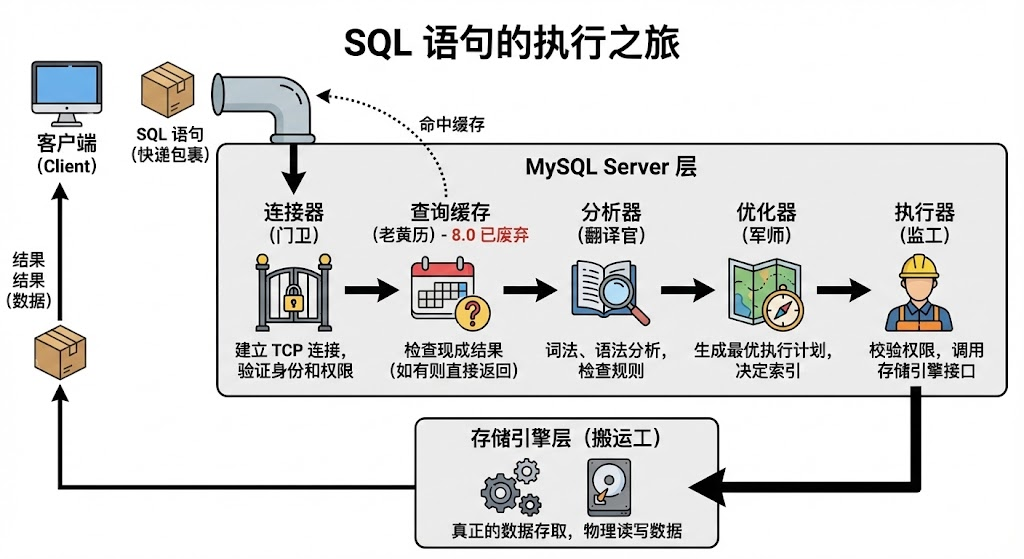 SQL 语句的执行之旅
客户端
(Client)
SQL 语句
(快递包裹)
命中缓存
MySQL Server 层
连接器
(门卫)
建立 TCP 连接，
验证身份和权限
查询缓存
(老黄历) - 8.0 已废弃
?
检查现成结果
(如有则直接返回)
分析器
(翻译官)
词法、语法分析，
检查规则
优化器
(军师)
生成最优执行计划，
决定索引
执行器
(监工)
校验权限，调用
存储引擎接口
结果
结果
(数据)
存储引擎层（搬运工）
真正的数据存取，物理读写数据